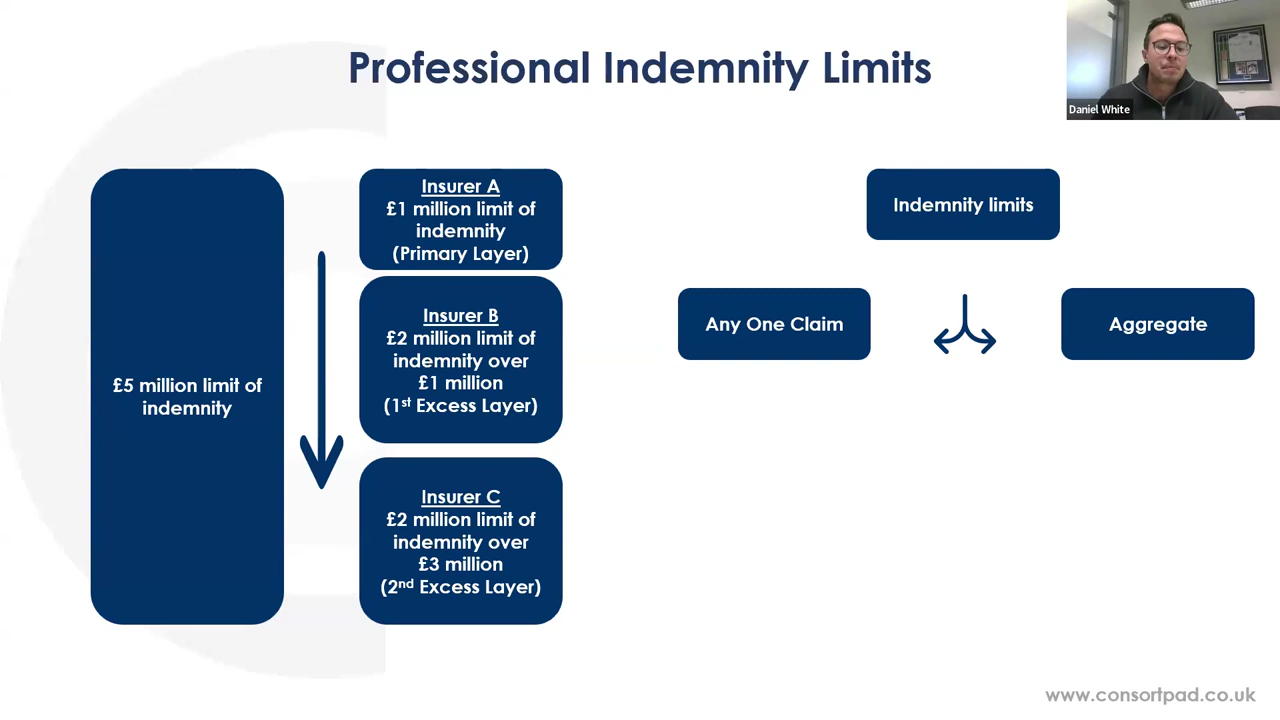 Professional Indemnity Limits
Daniel White
£5 million limit of
indemnity
Insurer A
£1 million limit of
indemnity
(Primary Layer)
Insurer B
£2 million limit of
indemnity over
£1 million
(1st Excess Layer)
Insurer C
£2 million limit of
indemnity over
£3 million
(2nd Excess Layer)
Indemnity limits
Any One Claim
Aggregate
www.consortpad.co.uk